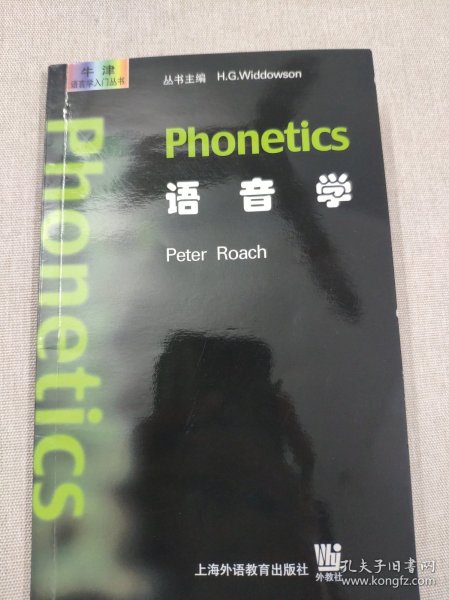 牛津
语言学入门丛书
丛书主编 H.G.Widdowson
Phonetics
Phonetics
语音学
Peter Roach
上海外语教育出版社
外教社
孔夫子旧书网
kongfz.com